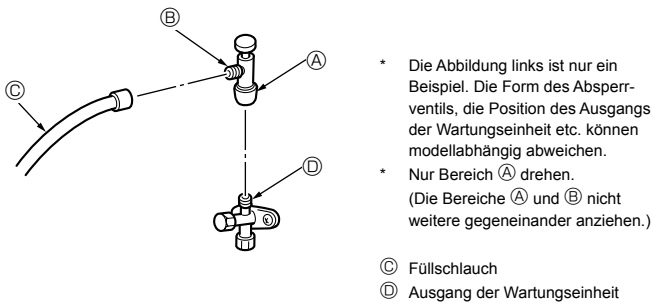 Ⓑ
Ⓐ
Ⓒ
Ⓓ
* Die Abbildung links ist nur ein
Beispiel. Die Form des Absperr-
ventils, die Position des Ausgangs
der Wartungseinheit etc. können
modellabhängig abweichen.
* Nur Bereich Ⓐ drehen.
(Die Bereiche Ⓐ und Ⓑ nicht
weitere gegeneinander anziehen.)
Ⓒ Füllschlauch
Ⓓ Ausgang der Wartungseinheit